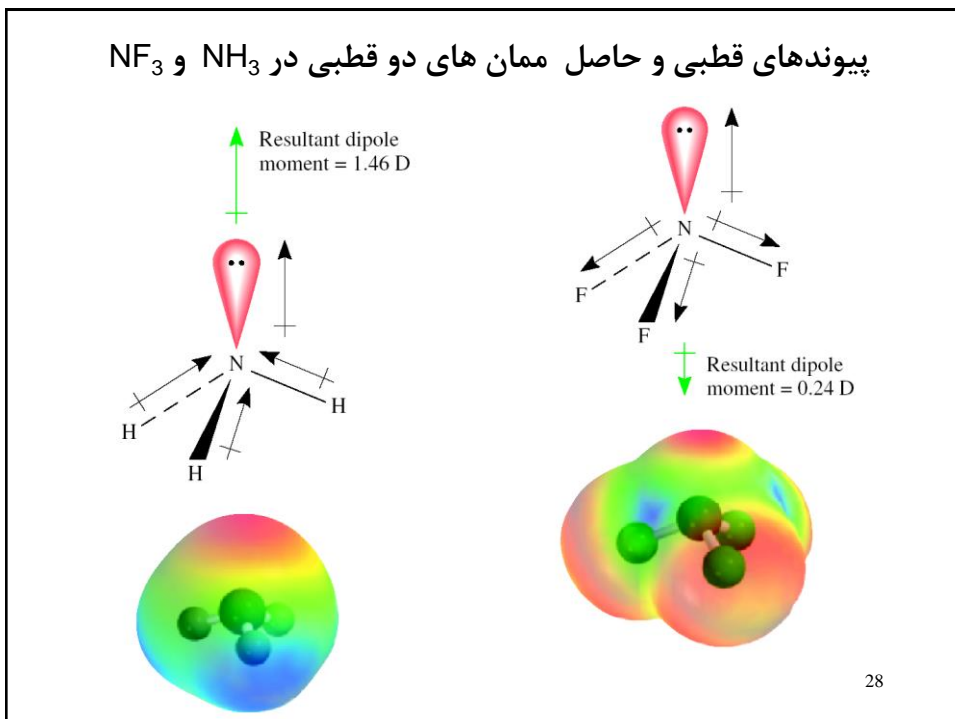 پیوندهای قطبی و حاصل ممان های دو قطبی در NH₃ و NF₃
Resultant dipole
moment = 1.46 D
N
H
H
H
N
F
F
F
Resultant dipole
moment = 0.24 D
28